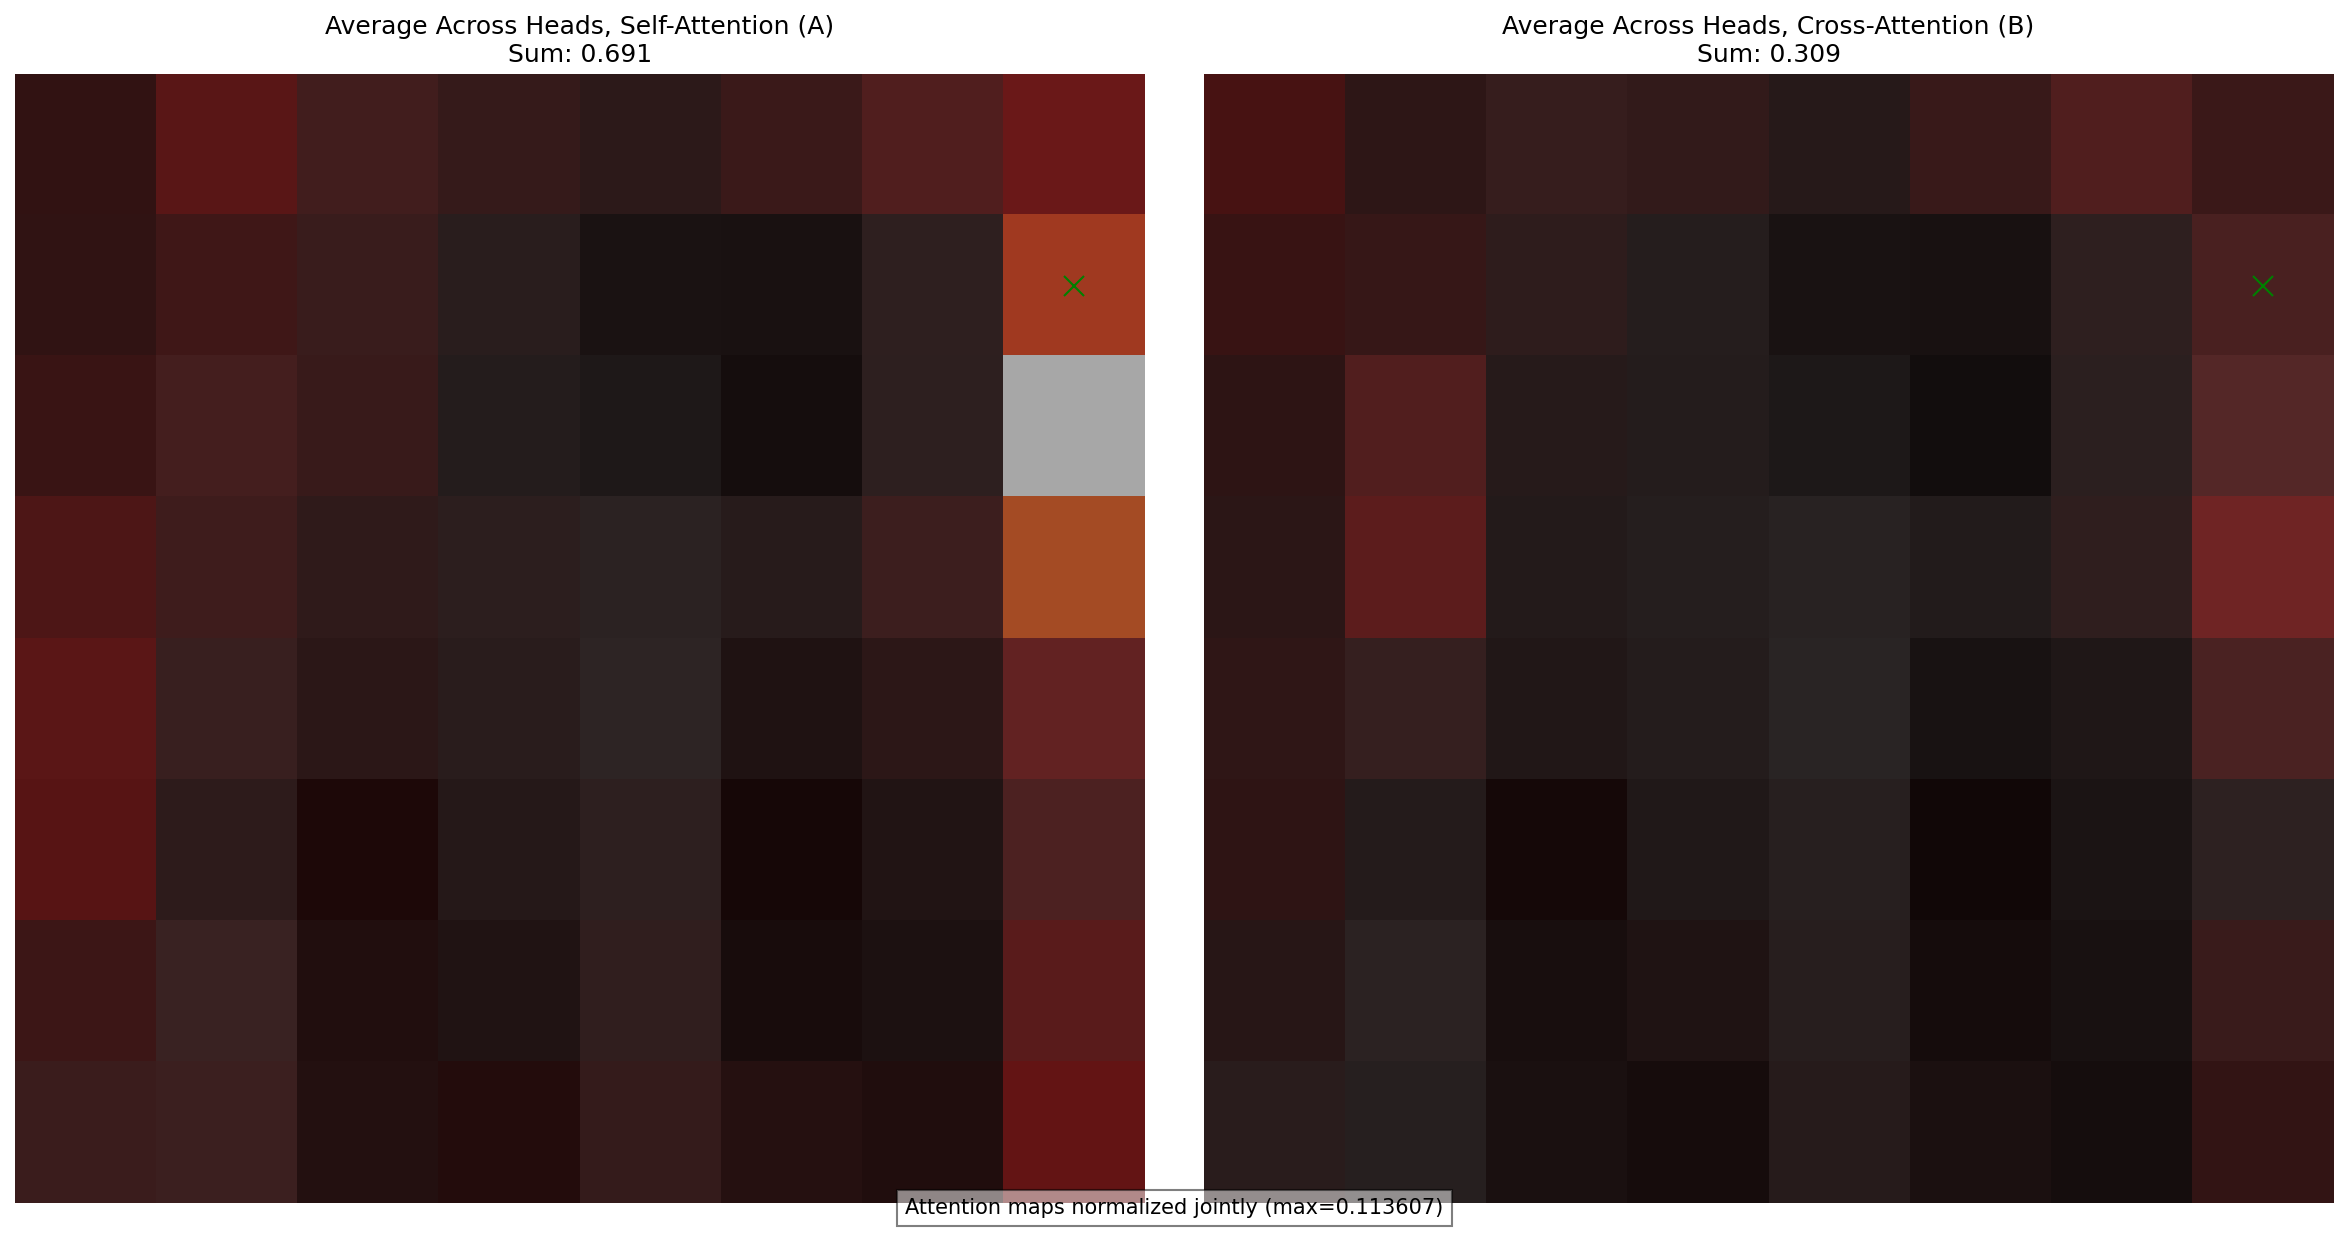 Average Across Heads, Self-Attention (A)
Sum: 0.691
Average Across Heads, Cross-Attention (B)
Sum: 0.309
Attention maps normalized jointly (max=0.113607)